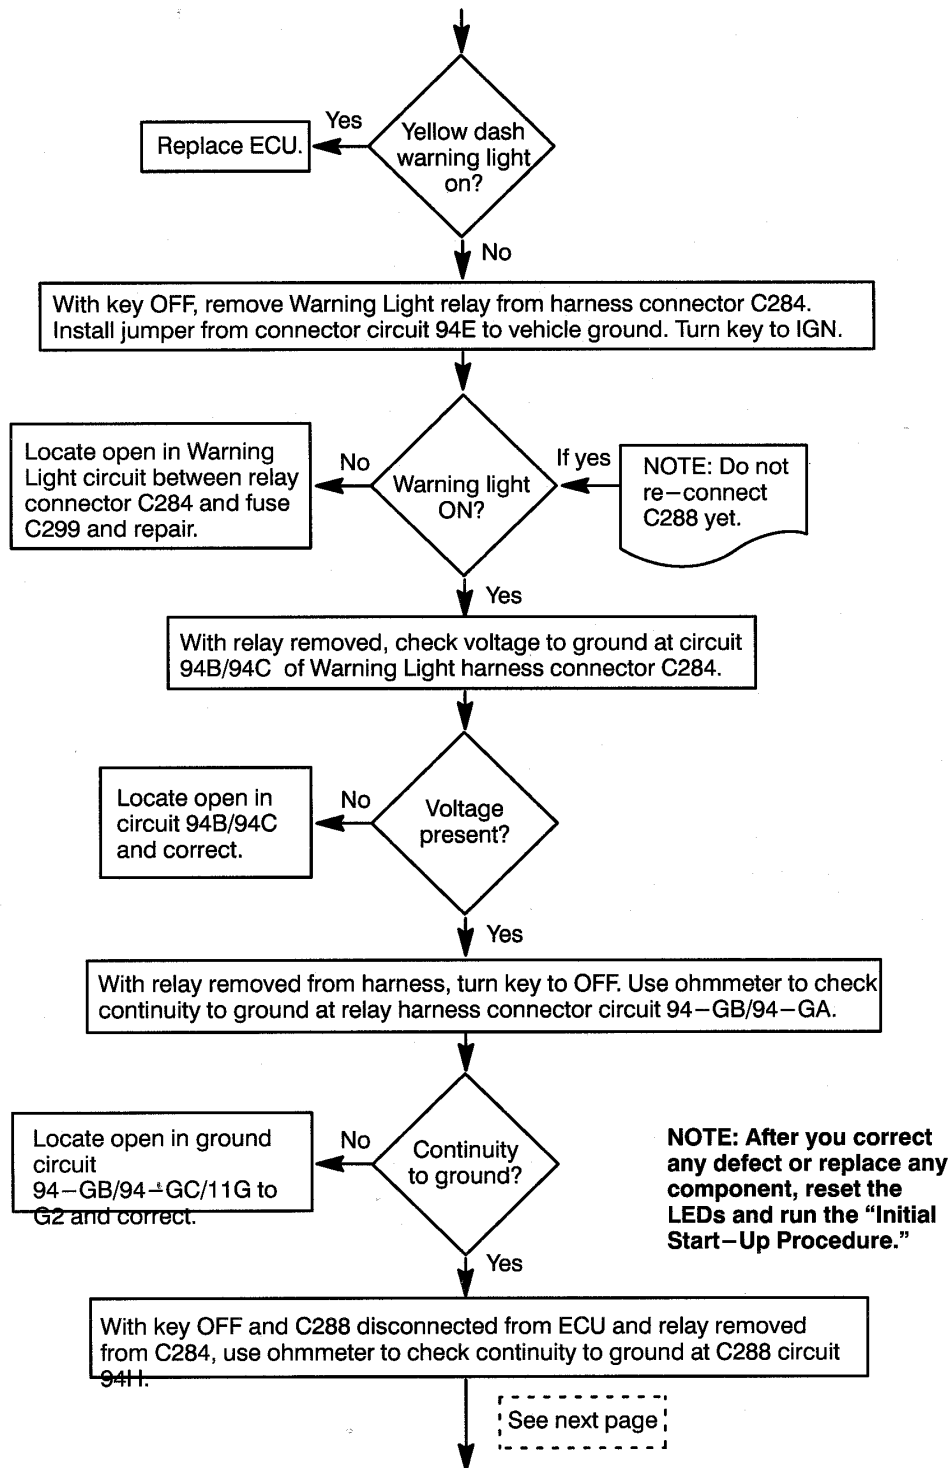 Yellow dash
warning light
on?
Yes
Replace ECU.
No
With key OFF, remove Warning Light relay from harness connector C284.
Install jumper from connector circuit 94E to vehicle ground. Turn key to IGN.
Warning light
ON?
No
Locate open in Warning
Light circuit between relay
connector C284 and fuse
C299 and repair.
If yes
NOTE: Do not
re−connect
C288 yet.
Yes
With relay removed, check voltage to ground at circuit
94B/94C of Warning Light harness connector C284.
Voltage
present?
No
Locate open in
circuit 94B/94C
and correct.
Yes
With relay removed from harness, turn key to OFF. Use ohmmeter to check
continuity to ground at relay harness connector circuit 94−GB/94−GA.
Continuity
to ground?
No
Locate open in ground
circuit
94−GB/94−GC/11G to
G2 and correct.
NOTE: After you correct
any defect or replace any
component, reset the
LEDs and run the “Initial
Start−Up Procedure.”
Yes
With key OFF and C288 disconnected from ECU and relay removed
from C284, use ohmmeter to check continuity to ground at C288 circuit
94H.
See next page